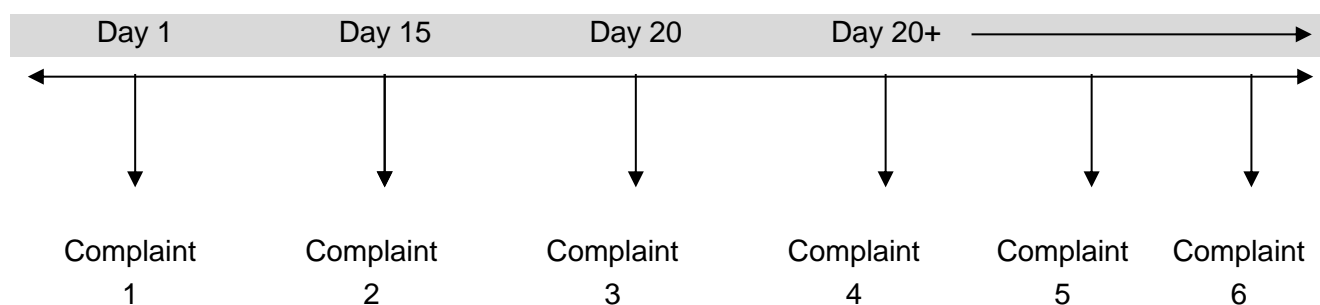 Day 1 Day 15 Day 20 Day 20+
Complaint Complaint Complaint Complaint Complaint Complaint
1 2 3 4 5 6